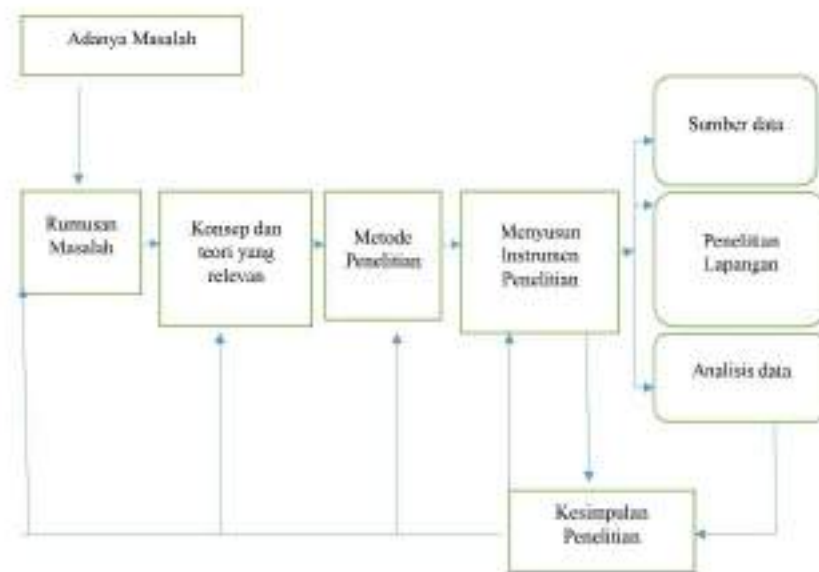 Adanya Masalah
Sumber data
Rumusan
Masalah
Konsep dan
teori yang
relevan
Metode
Penelitian
Menyusun
Instrumen
Penelitian
Penelitian
Lapangan
Analisis data
Kesimpulan
Penelitian